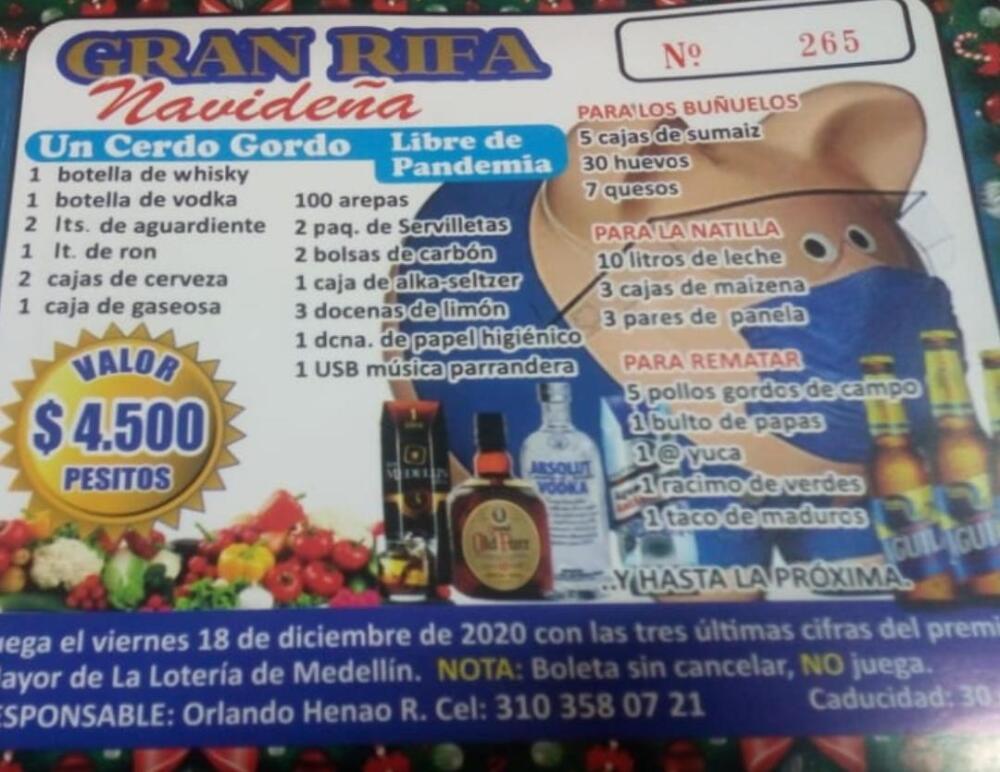 GRAN RIFA
Navideña
Nº 265
Un Cerdo Gordo
Libre de
Pandemia
1 botella de whisky
1 botella de vodka
2 lts. de aguardiente
1 lt. de ron
2 cajas de cerveza
1 caja de gaseosa
100 arepas
2 paq. de Servilletas
2 bolsas de carbón
1 caja de alka-seltzer
3 docenas de limón
1 dcna. de papel higiénico
1 USB música parrandera
PARA LOS BUÑUELOS
5 cajas de sumaiz
30 huevos
7 quesos
PARA LA NATILLA
10 litros de leche
3 cajas de maizena
3 pares de panela
PARA REMATAR
5 pollos gordos de campo
1 bulto de papas
1 @ yuca
1 racimo de verdes
1 taco de maduros
...Y HASTA LA PRÓXIMA.
VALOR
$ 4.500
PESITOS
ABSOLUT
VODKA
Old Parr
uega el viernes 18 de diciembre de 2020 con las tres últimas cifras del premi
ayor de La Lotería de Medellín. NOTA: Boleta sin cancelar, NO juega.
ESPONSABLE: Orlando Henao R. Cel: 310 358 07 21
Caducidad: 30